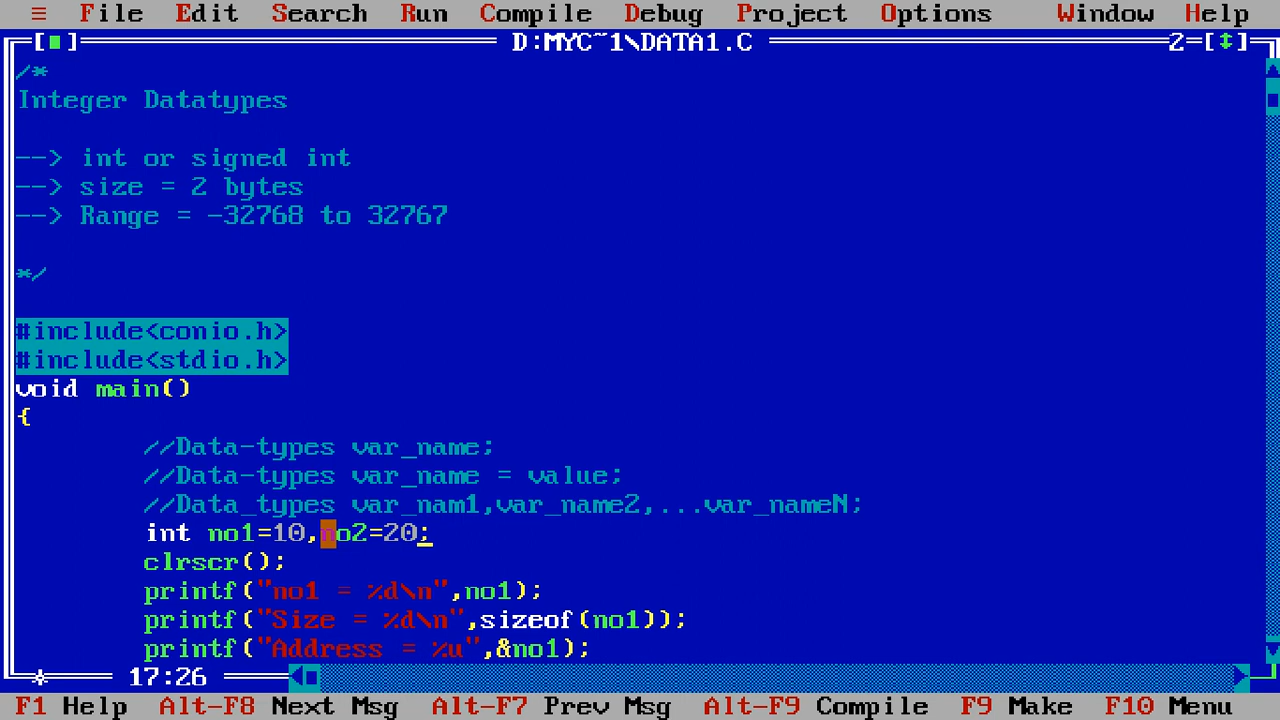 ≡ File Edit Search Run Compile Debug Project Options Window Help
[■] D:MYC~1\DATA1.C 2=[↕]
/*
Integer Datatypes
--> int or signed int
--> size = 2 bytes
--> Range = -32768 to 32767
*/
#include<conio.h>
#include<stdio.h>
void main()
{
//Data-types var_name;
//Data-types var_name = value;
//Data_types var_nam1,var_name2,...var_nameN;
int no1=10,no2=20;
clrscr();
printf("no1 = %d\n",no1);
printf("Size = %d\n",sizeof(no1));
printf("Address = %u",&no1);
* 17:26
F1 Help Alt-F8 Next Msg Alt-F7 Prev Msg Alt-F9 Compile F9 Make F10 Menu